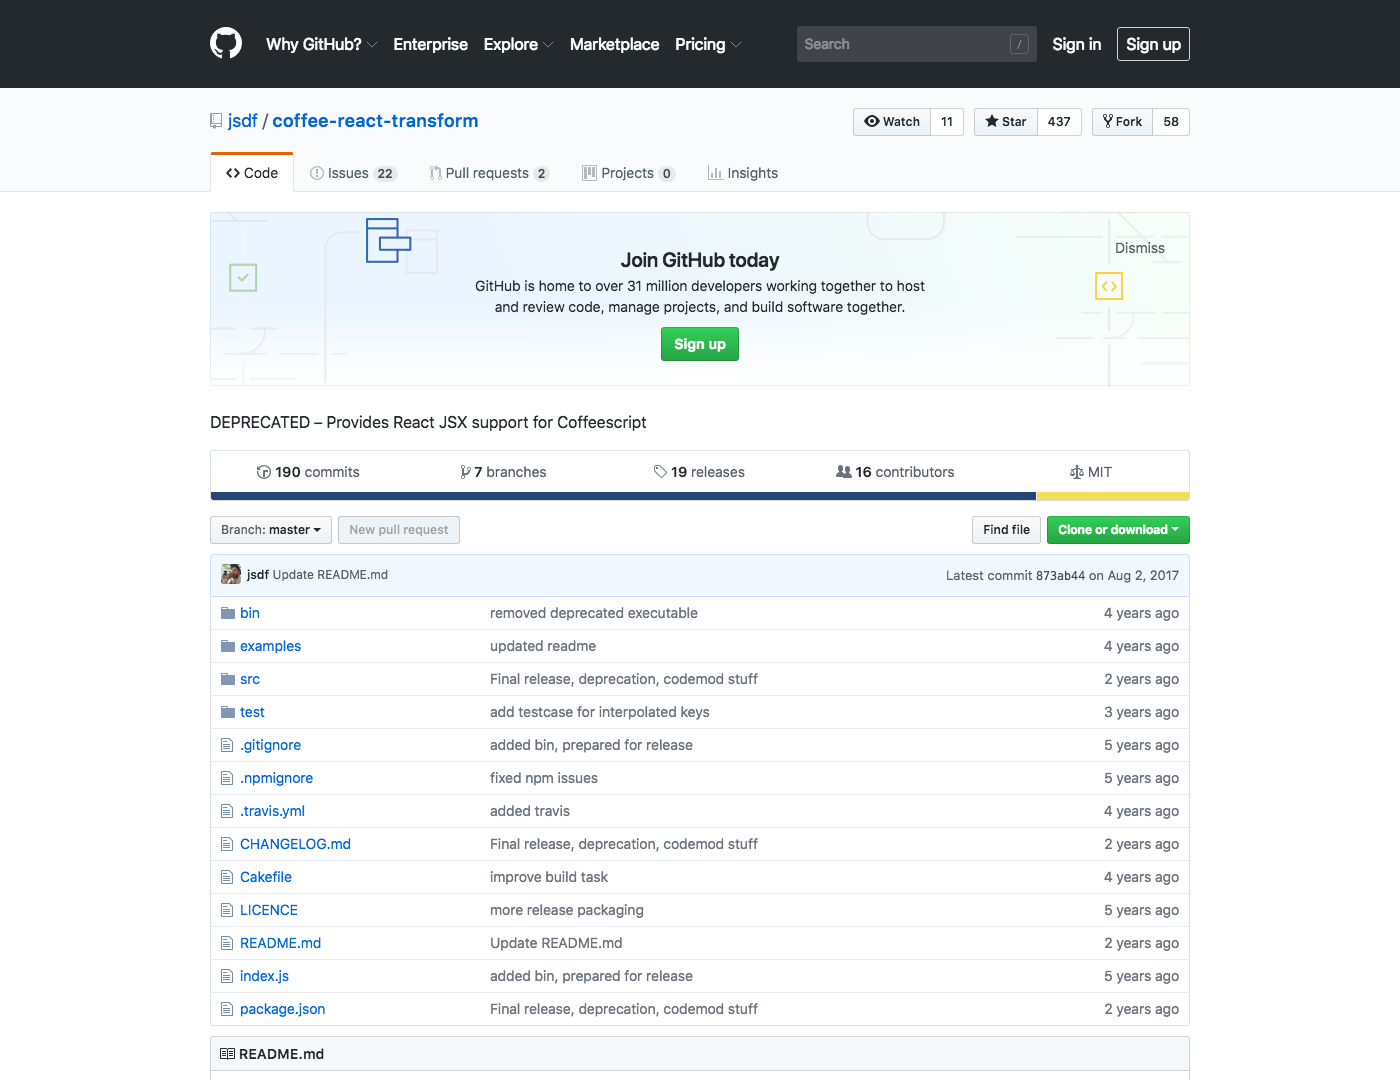 Why GitHub? Enterprise Explore Marketplace Pricing Search / Sign in Sign up
jsdf / coffee-react-transform Watch 11 Star 437 Fork 58
Code Issues 22 Pull requests 2 Projects 0 Insights
Dismiss
Join GitHub today
GitHub is home to over 31 million developers working together to host
and review code, manage projects, and build software together.
Sign up
DEPRECATED – Provides React JSX support for Coffeescript
190 commits 7 branches 19 releases 16 contributors MIT
Branch: master New pull request Find file Clone or download
jsdf Update README.md Latest commit 873ab44 on Aug 2, 2017
bin removed deprecated executable 4 years ago
examples updated readme 4 years ago
src Final release, deprecation, codemod stuff 2 years ago
test add testcase for interpolated keys 3 years ago
.gitignore added bin, prepared for release 5 years ago
.npmignore fixed npm issues 5 years ago
.travis.yml added travis 4 years ago
CHANGELOG.md Final release, deprecation, codemod stuff 2 years ago
Cakefile improve build task 4 years ago
LICENCE more release packaging 5 years ago
README.md Update README.md 2 years ago
index.js added bin, prepared for release 5 years ago
package.json Final release, deprecation, codemod stuff 2 years ago
README.md